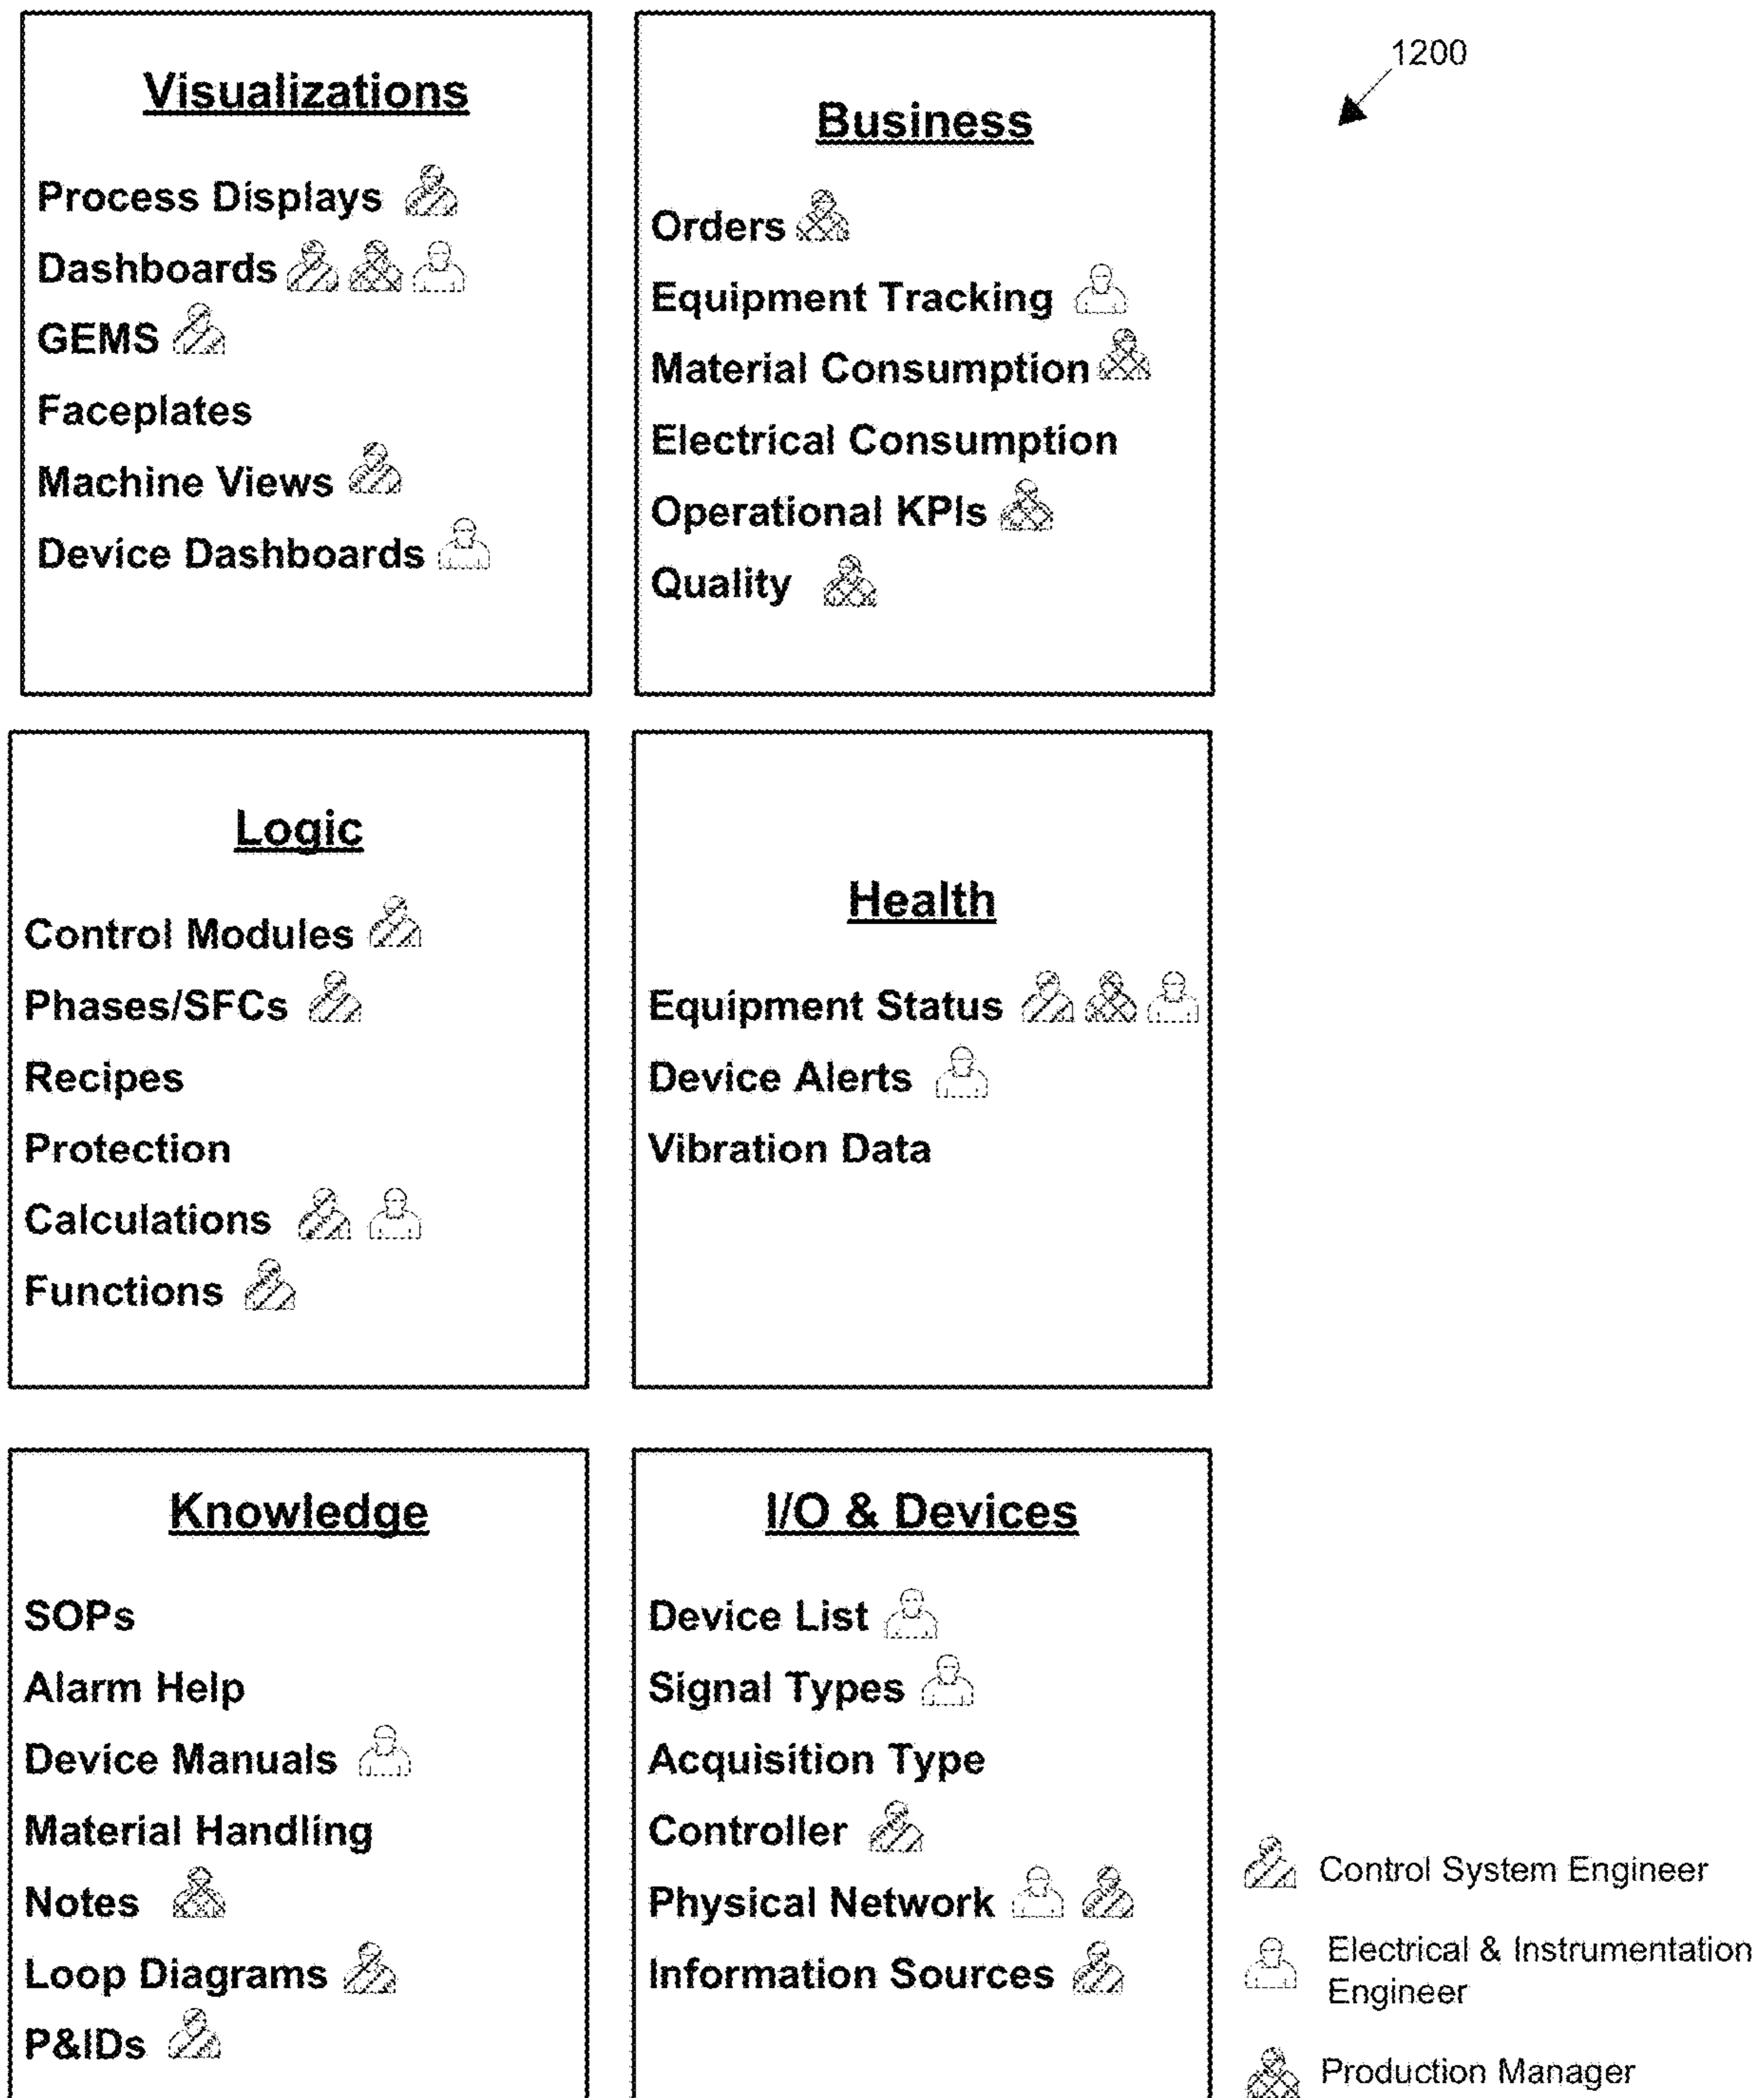 1200
Visualizations
Process Displays
Dashboards
GEMS
Faceplates
Machine Views
Device Dashboards
Business
Orders
Equipment Tracking
Material Consumption
Electrical Consumption
Operational KPIs
Quality
Logic
Control Modules
Phases/SFCs
Recipes
Protection
Calculations
Functions
Health
Equipment Status
Device Alerts
Vibration Data
Knowledge
SOPs
Alarm Help
Device Manuals
Material Handling
Notes
Loop Diagrams
P&IDs
I/O & Devices
Device List
Signal Types
Acquisition Type
Controller
Physical Network
Information Sources
Control System Engineer
Electrical & Instrumentation
Engineer
Production Manager